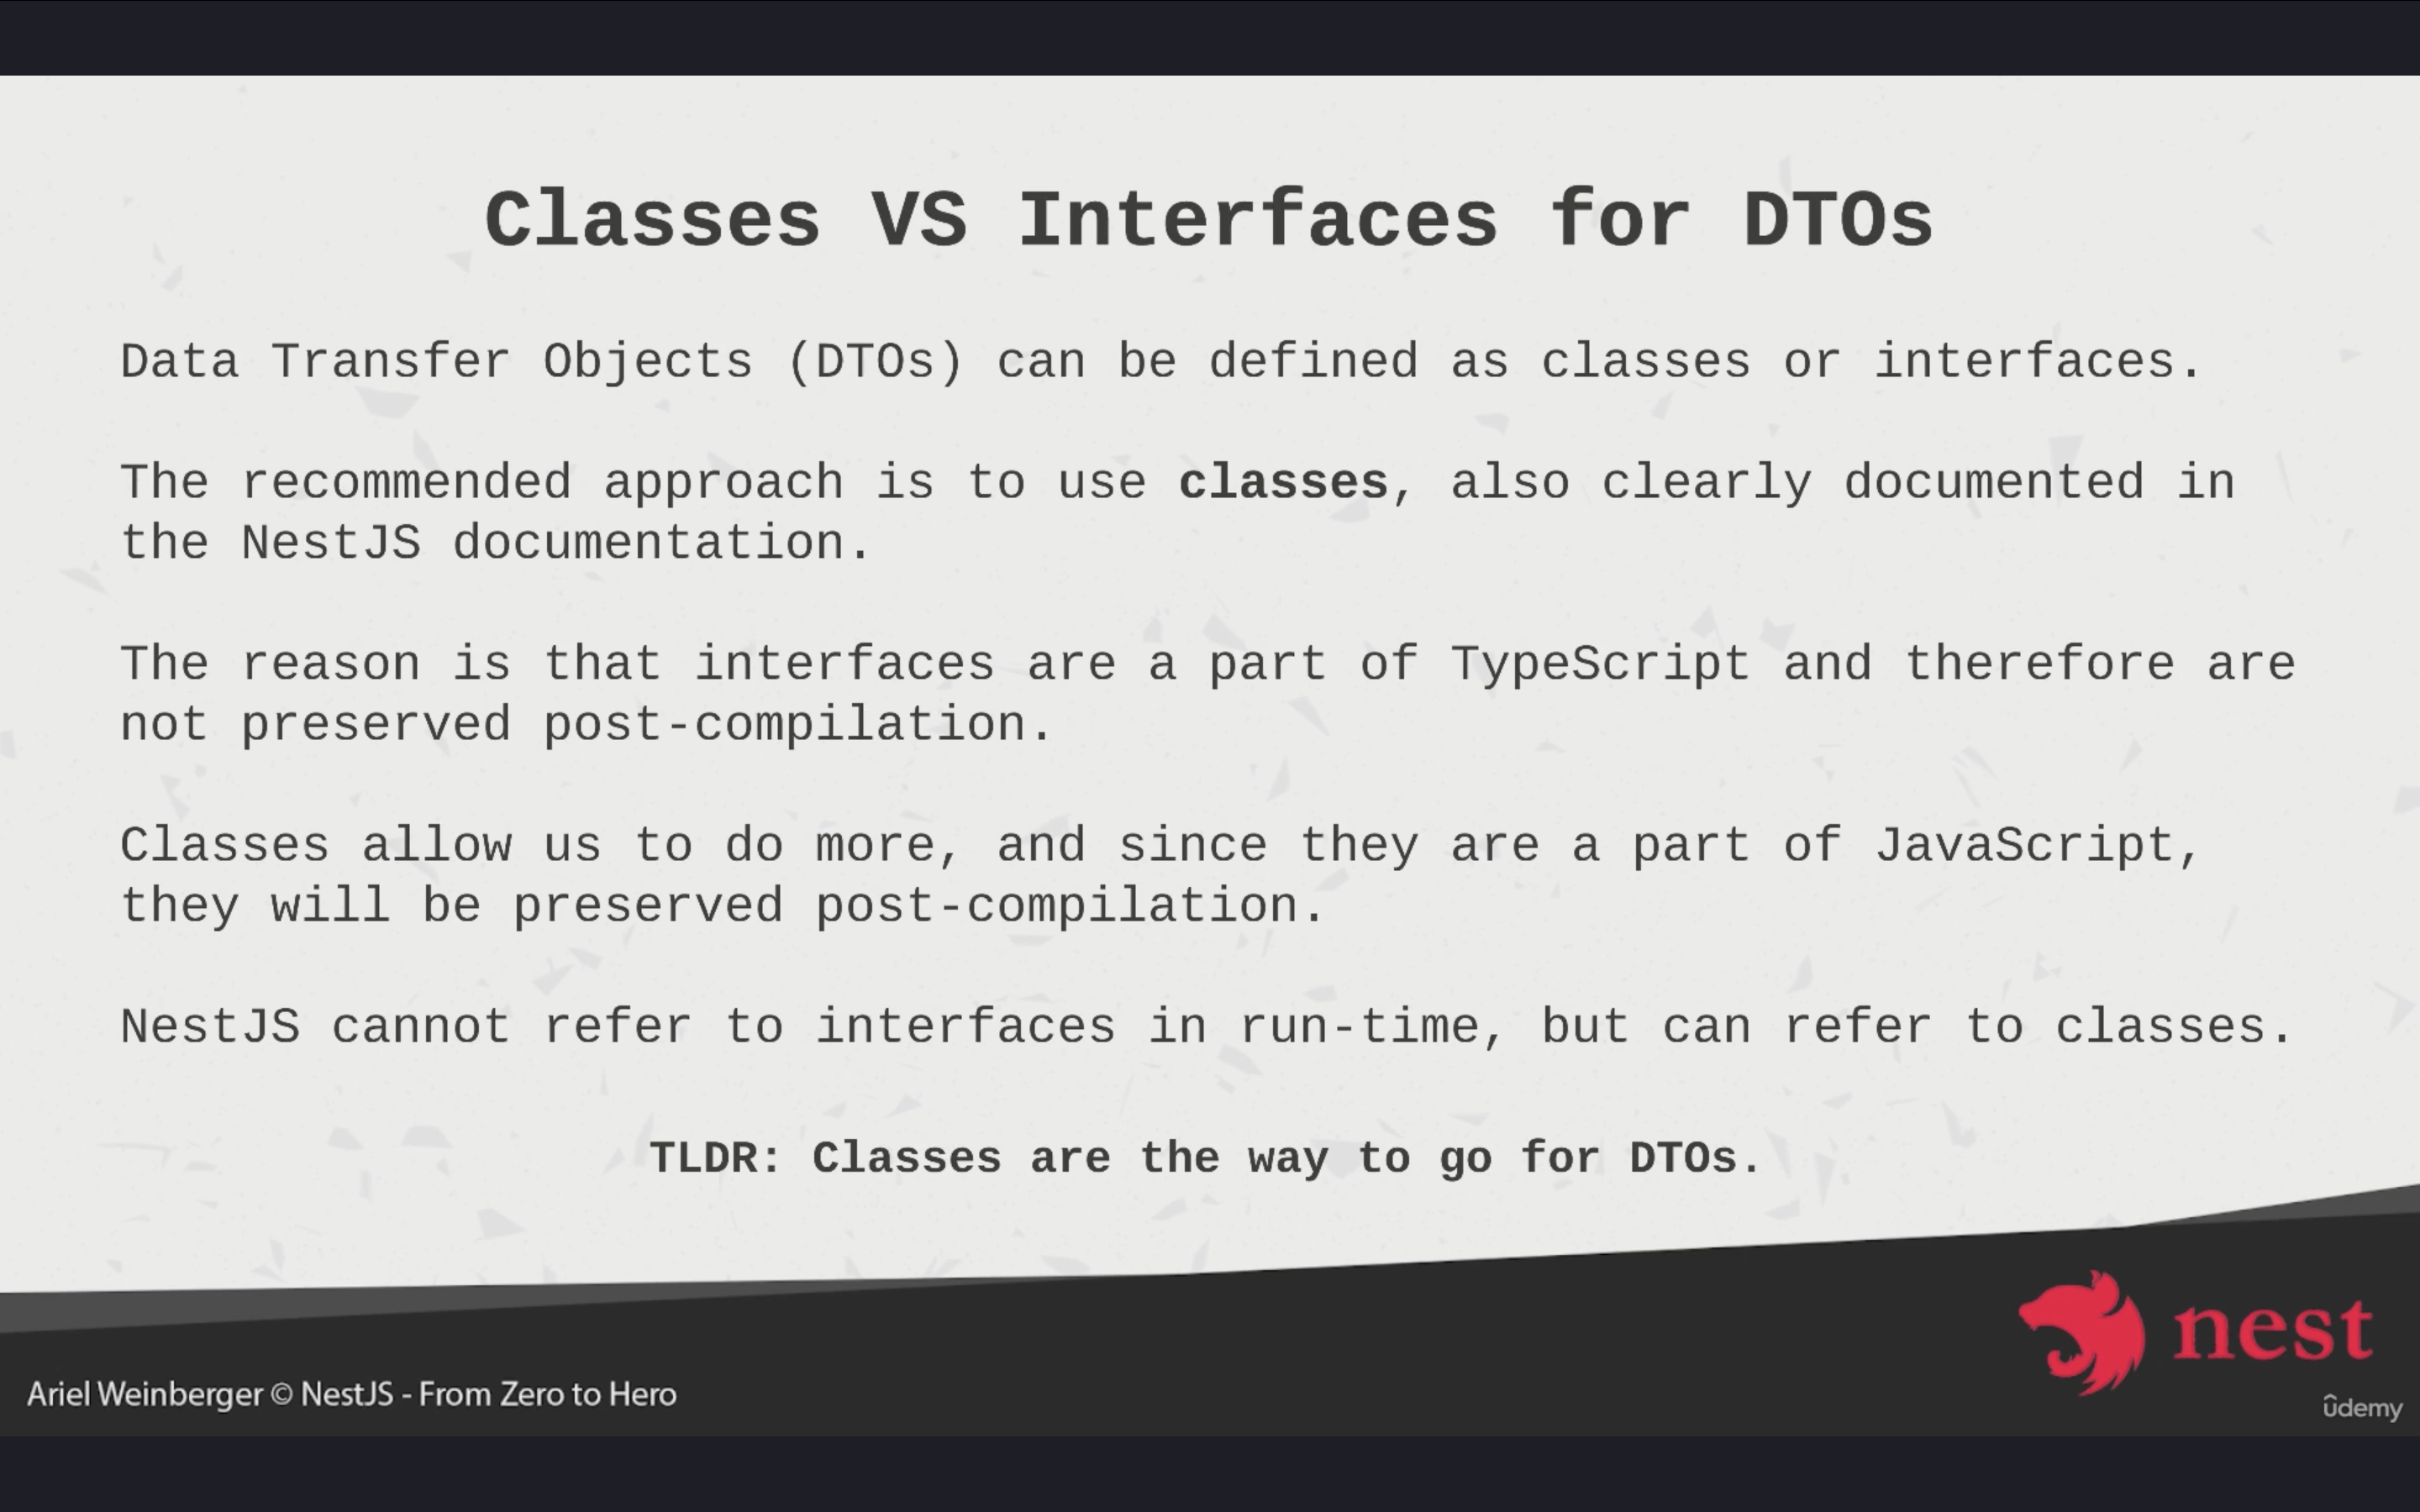 Classes VS Interfaces for DTOs
Data Transfer Objects (DTOs) can be defined as classes or interfaces.
The recommended approach is to use classes, also clearly documented in
the NestJS documentation.
The reason is that interfaces are a part of TypeScript and therefore are
not preserved post-compilation.
Classes allow us to do more, and since they are a part of JavaScript,
they will be preserved post-compilation.
NestJS cannot refer to interfaces in run-time, but can refer to classes.
TLDR: Classes are the way to go for DTOs.
nest
Ariel Weinberger © NestJS - From Zero to Hero
ûdemy